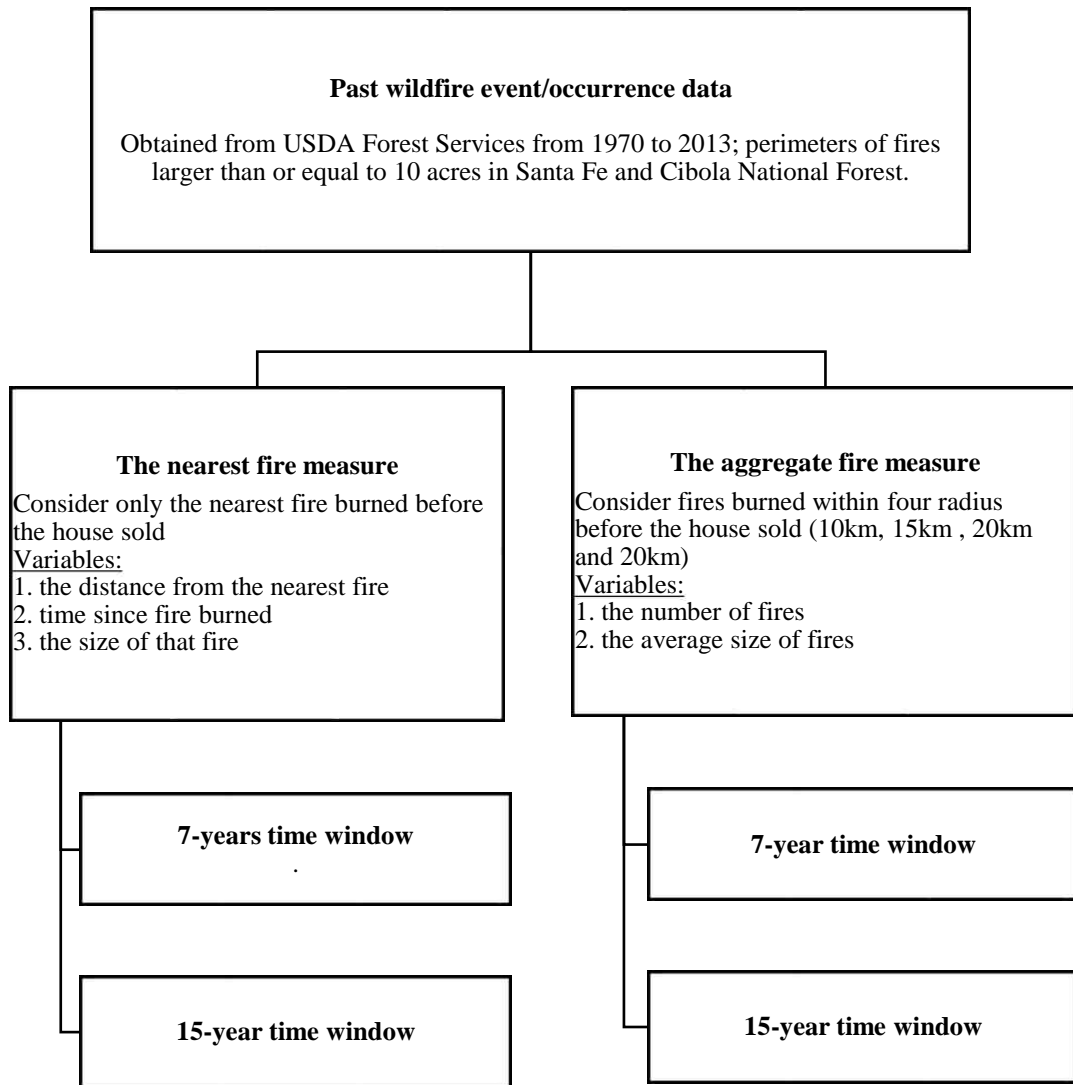 Past wildfire event/occurrence data
Obtained from USDA Forest Services from 1970 to 2013; perimeters of fires
larger than or equal to 10 acres in Santa Fe and Cibola National Forest.
The nearest fire measure
Consider only the nearest fire burned before
the house sold
Variables:
1. the distance from the nearest fire
2. time since fire burned
3. the size of that fire
The aggregate fire measure
Consider fires burned within four radius
before the house sold (10km, 15km , 20km
and 20km)
Variables:
1. the number of fires
2. the average size of fires
7-years time window
.
15-year time window
7-year time window
15-year time window